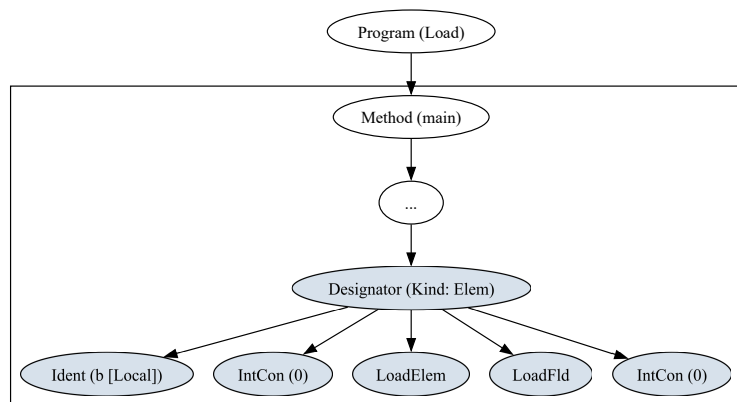 Program (Load)
Method (main)
...
Designator (Kind: Elem)
Ident (b [Local])
IntCon (0)
LoadElem
LoadFld
IntCon (0)